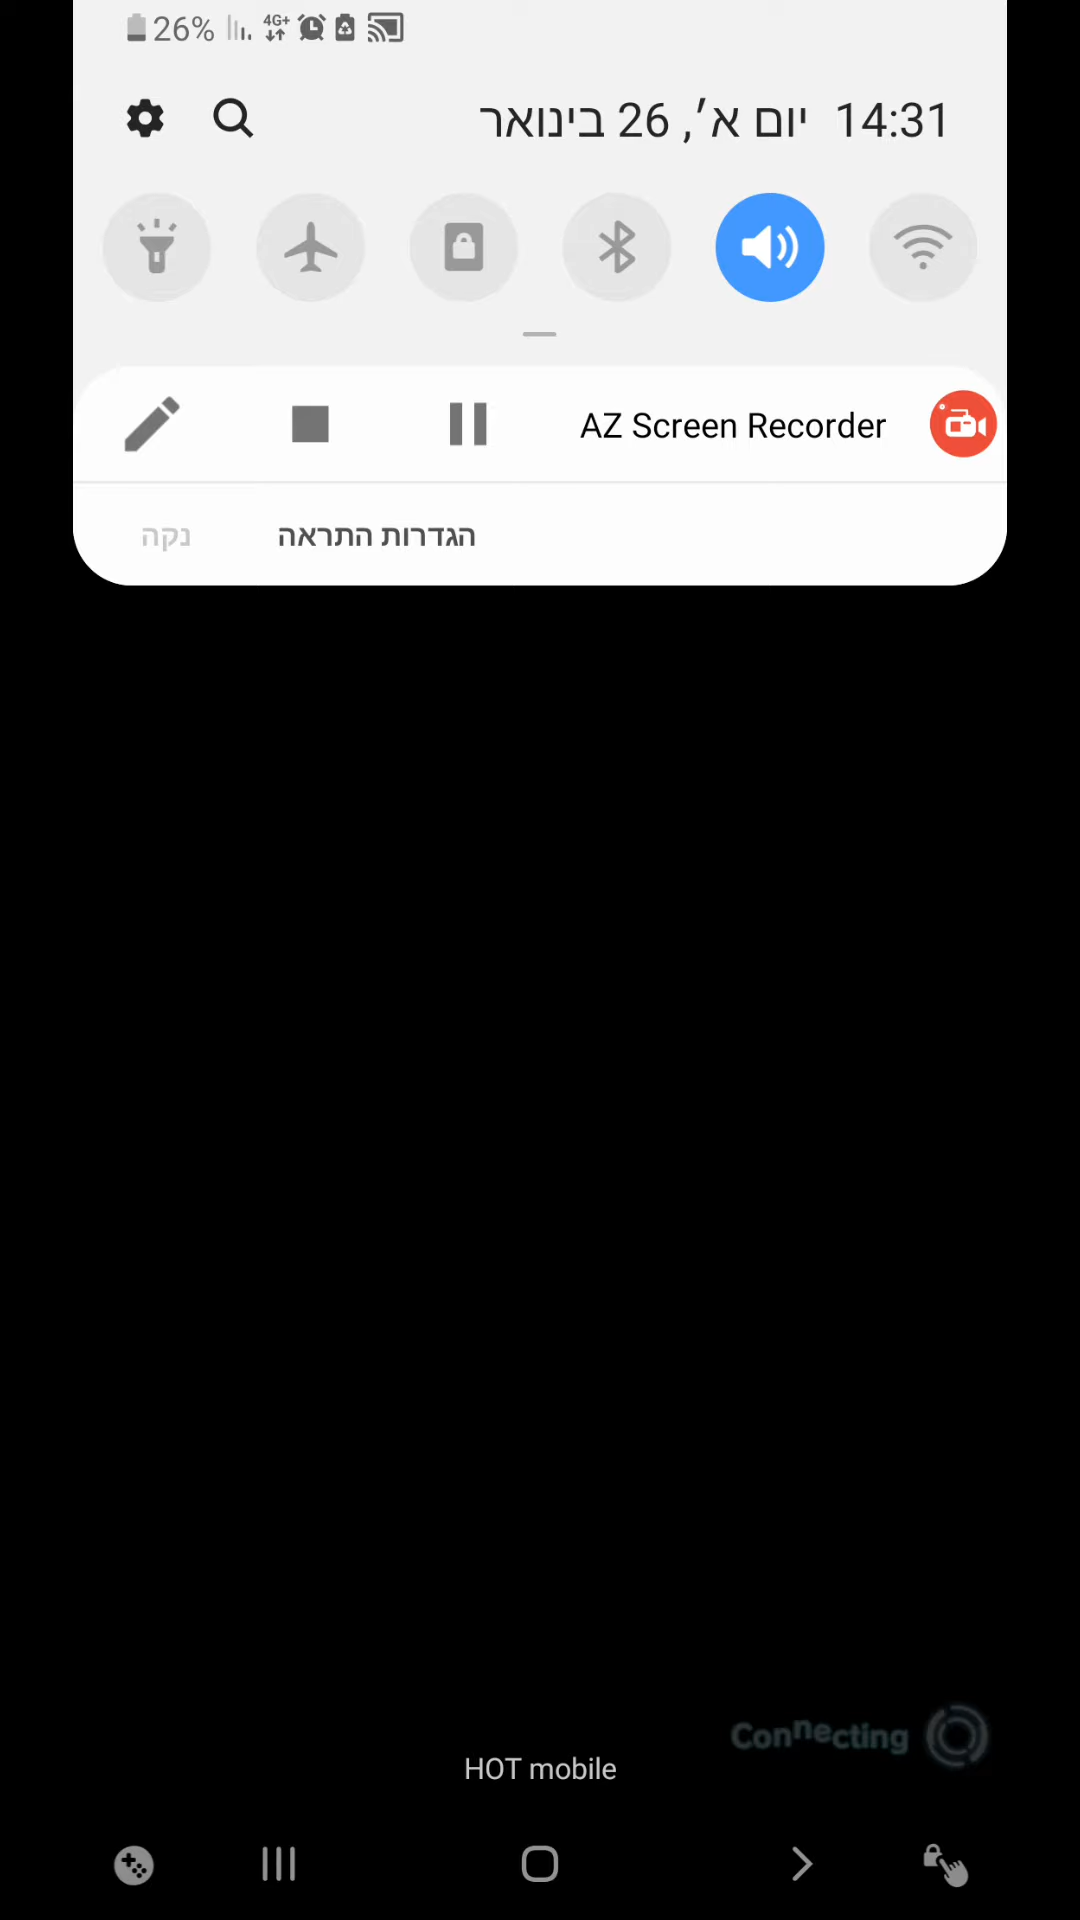 26% 4G+
14:31 יום א׳, 26 בינואר
AZ Screen Recorder
הגדרות התראה נקה
Connecting
HOT mobile